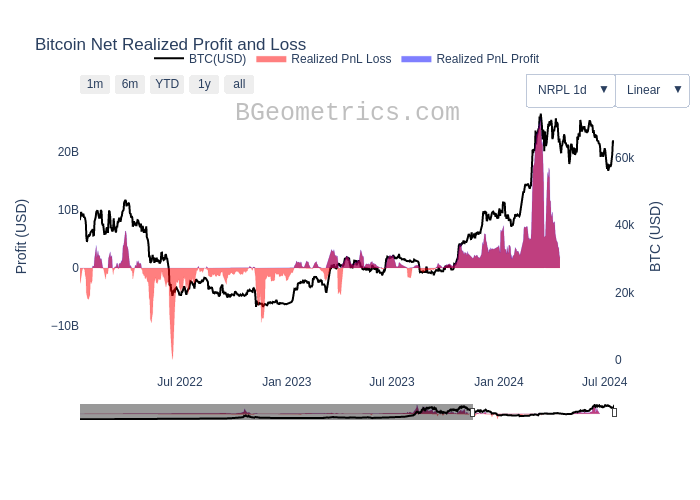 Bitcoin Net Realized Profit and Loss
BTC(USD) Realized PnL Loss Realized PnL Profit
1m 6m YTD 1y all
NRPL 1d ▼ Linear ▼
BGeometrics.com
20B
10B
0
−10B
Profit (USD)
60k
40k
20k
0
BTC (USD)
Jul 2022 Jan 2023 Jul 2023 Jan 2024 Jul 2024